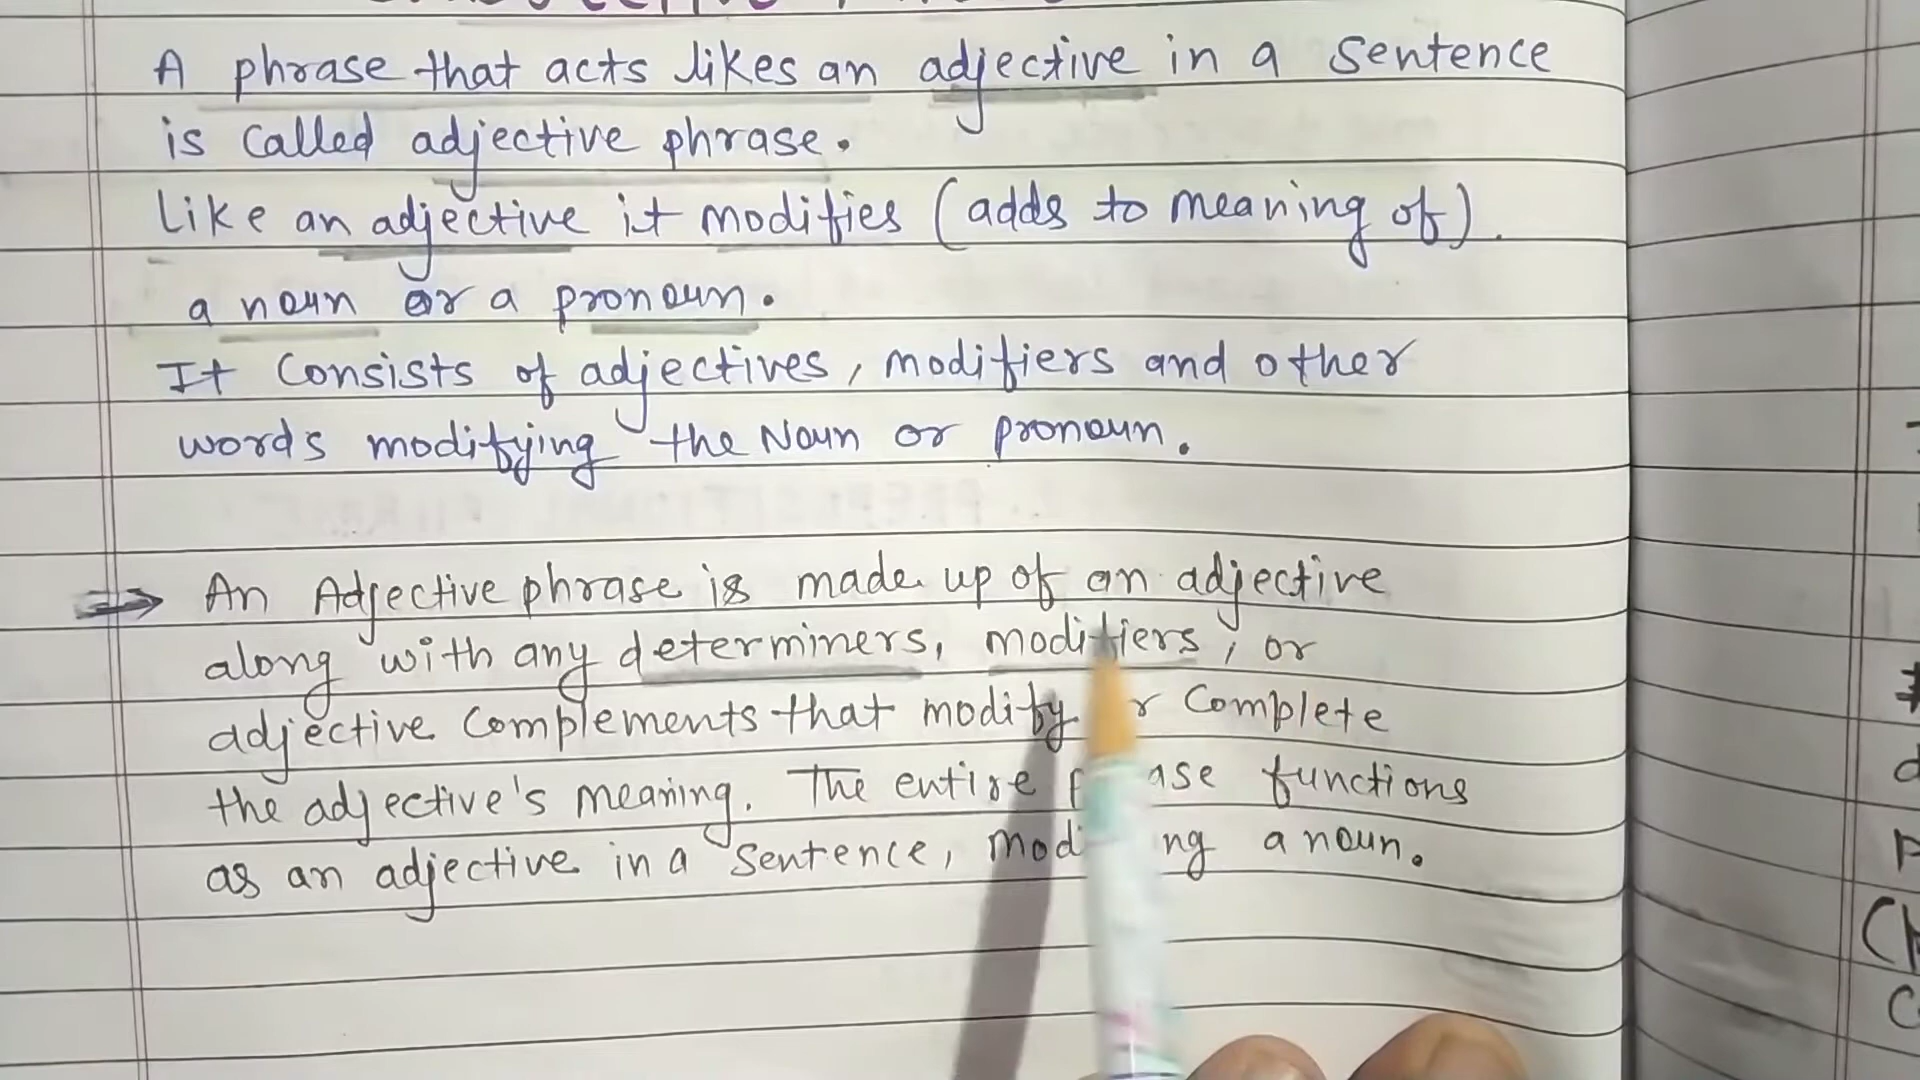 A phrase that acts likes an adjective in a sentence
is called adjective phrase.
Like an adjective it modifies (adds to meaning of).
a noun or a pronoun.
It consists of adjectives, modifiers and other
words modifying the Noun or pronoun.
An Adjective phrase is made up of an adjective
along with any determiners, modifiers, or
adjective complements that modify complete
the adjective's meaning. The entire functions
as an adjective in a sentence, a noun.